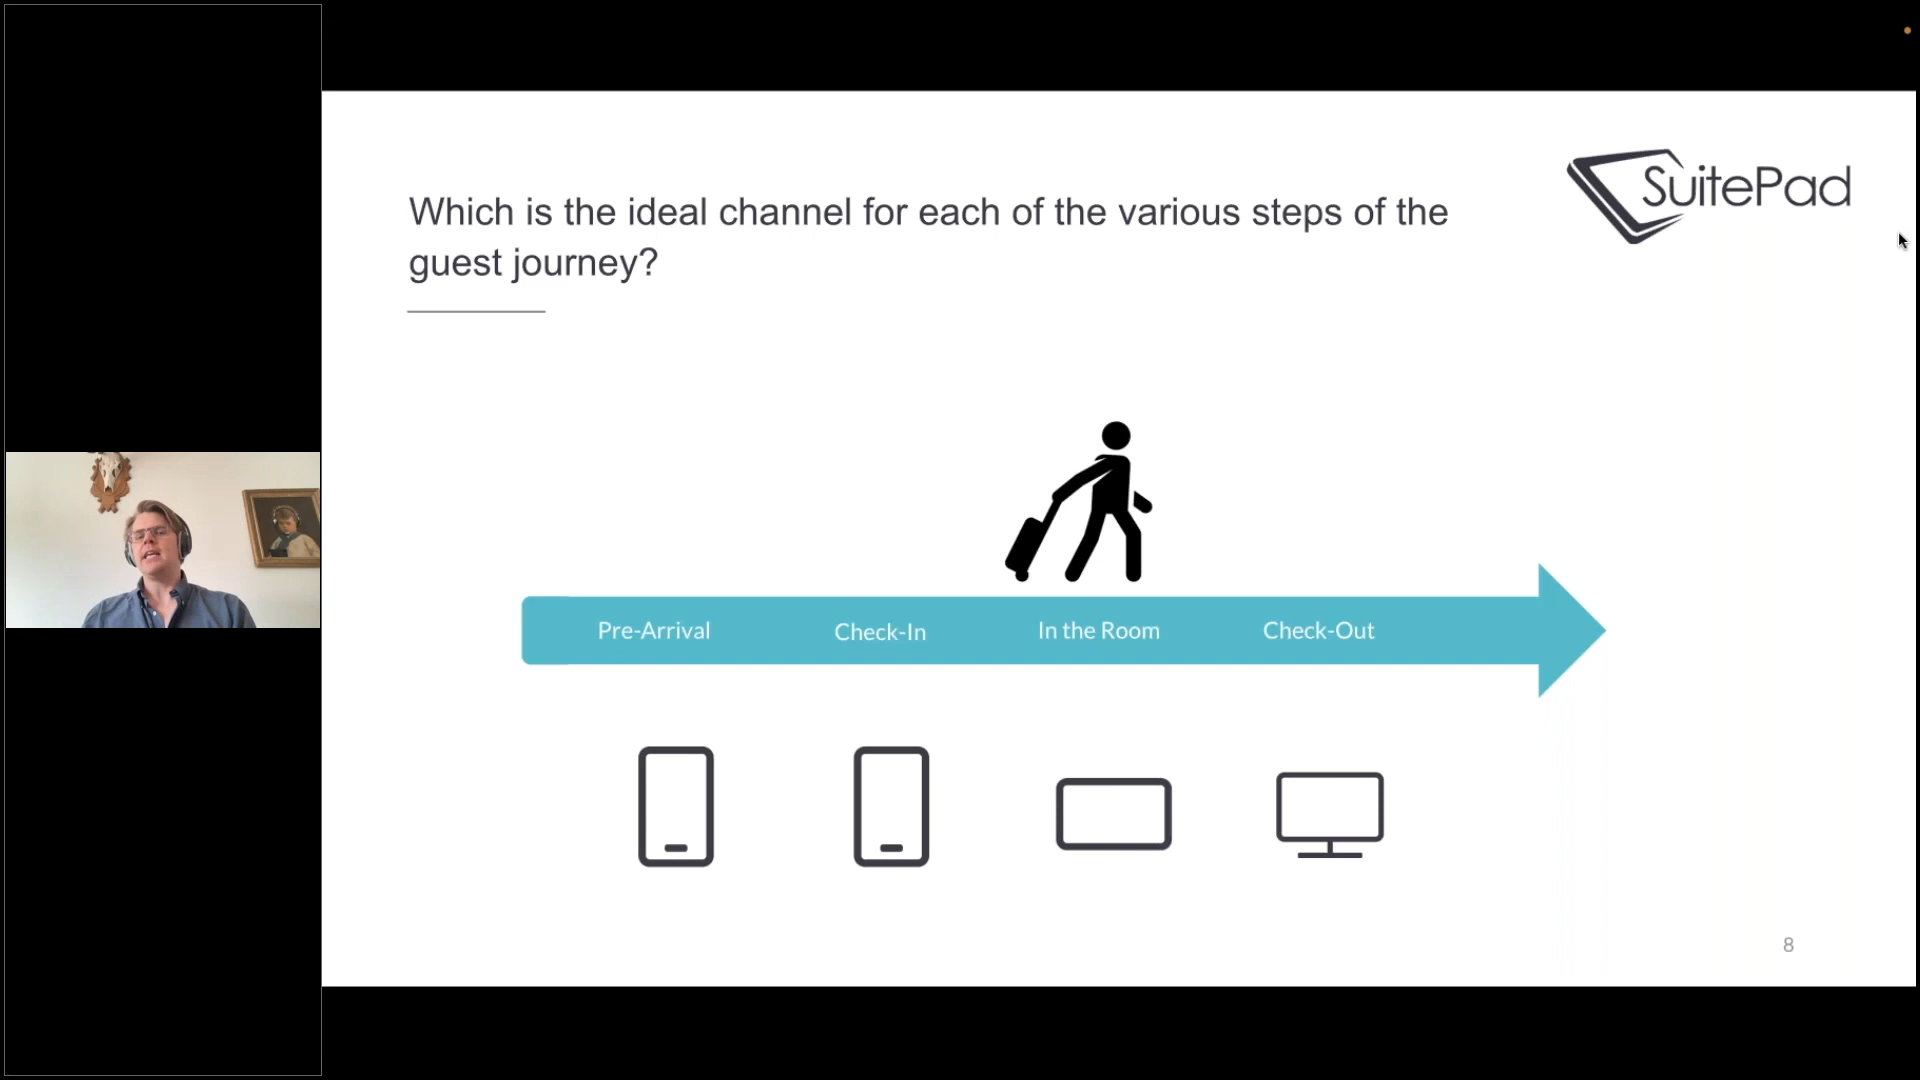 SuitePad
Which is the ideal channel for each of the various steps of the
guest journey?
Pre-Arrival
Check-In
In the Room
Check-Out
8